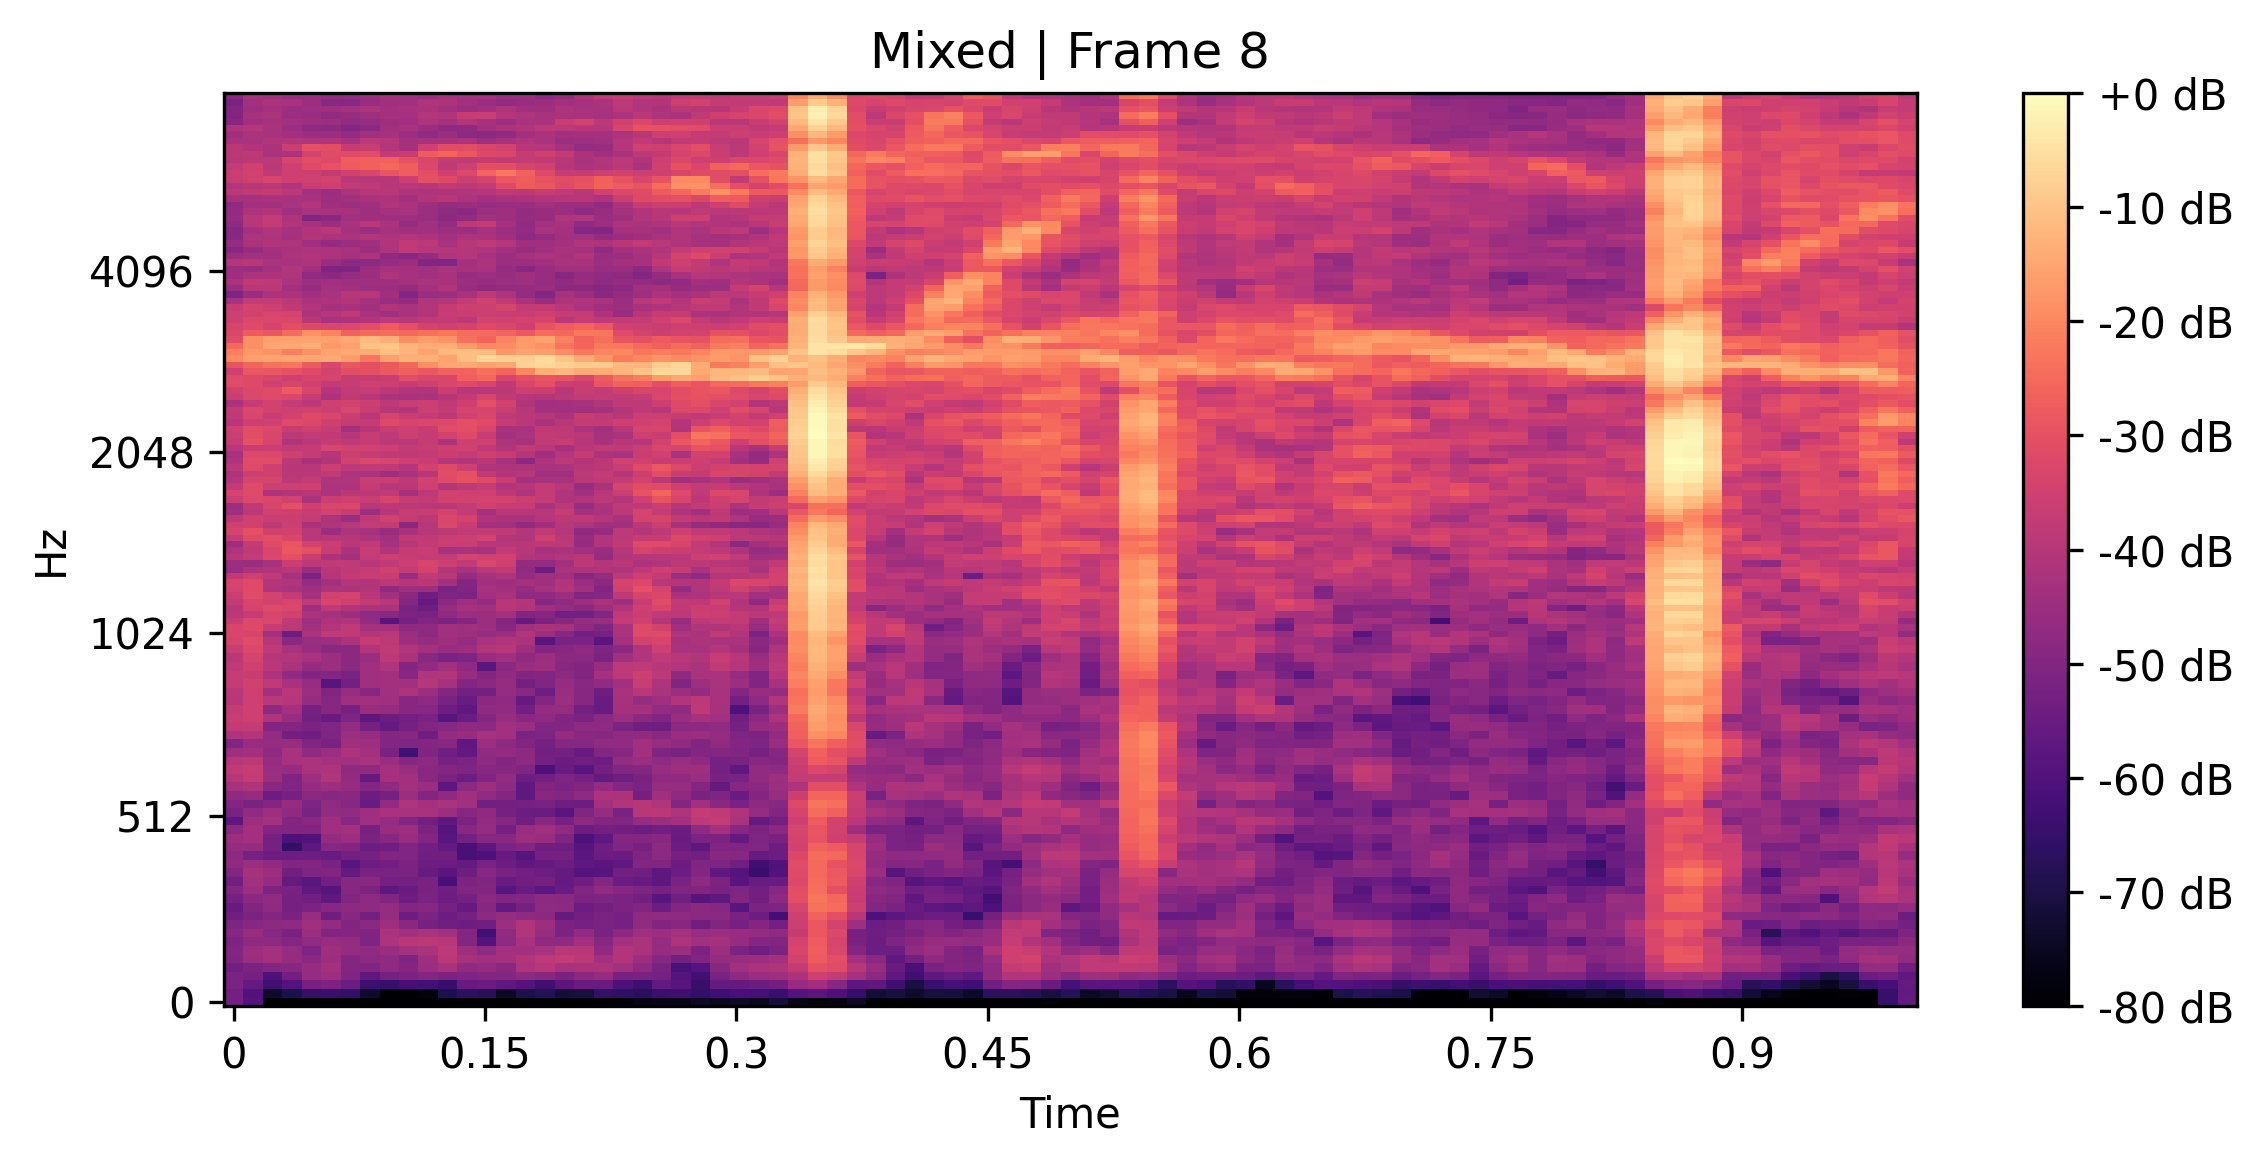 Mixed | Frame 8
+0 dB
-10 dB
-20 dB
-30 dB
-40 dB
-50 dB
-60 dB
-70 dB
-80 dB
Hz
4096
2048
1024
512
0
0 0.15 0.3 0.45 0.6 0.75 0.9
Time